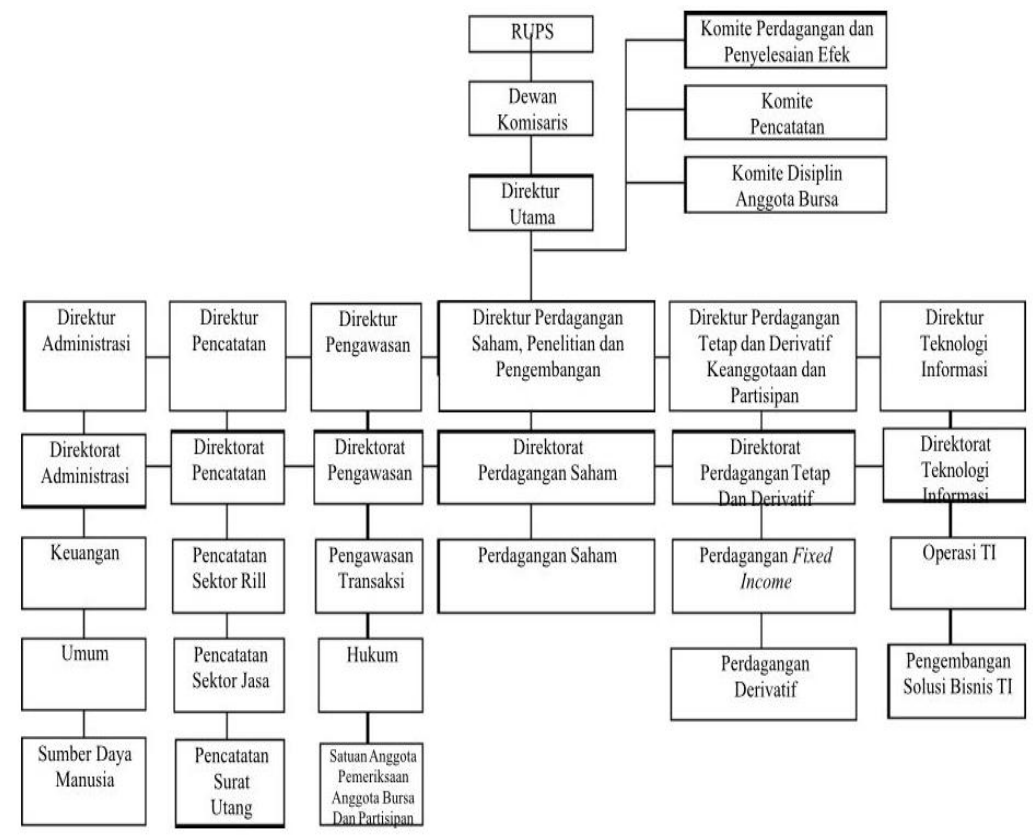 RUPS
Komite Perdagangan dan
Penyelesaian Efek
Dewan
Komisaris
Komite
Pencatatan
Komite Disiplin
Anggota Bursa
Direktur
Utama
Direktur
Administrasi
Direktur
Pencatatan
Direktur
Pengawasan
Direktur Perdagangan
Saham, Penelitian dan
Pengembangan
Direktur Perdagangan
Tetap dan Derivatif
Keanggotaan dan
Partisipan
Direktur
Teknologi
Informasi
Direktorat
Administrasi
Direktorat
Pencatatan
Direktorat
Pengawasan
Direktorat
Perdagangan Saham
Direktorat
Perdagangan Tetap
Dan Derivatif
Direktorat
Teknologi
Informasi
Keuangan
Pencatatan
Sektor Rill
Pengawasan
Transaksi
Perdagangan Saham
Perdagangan Fixed
Income
Operasi TI
Umum
Pencatatan
Sektor Jasa
Hukum
Perdagangan
Derivatif
Pengembangan
Solusi Bisnis TI
Sumber Daya
Manusia
Pencatatan
Surat
Utang
Satuan Anggota
Pemeriksaan
Anggota Bursa
Dan Partisipan